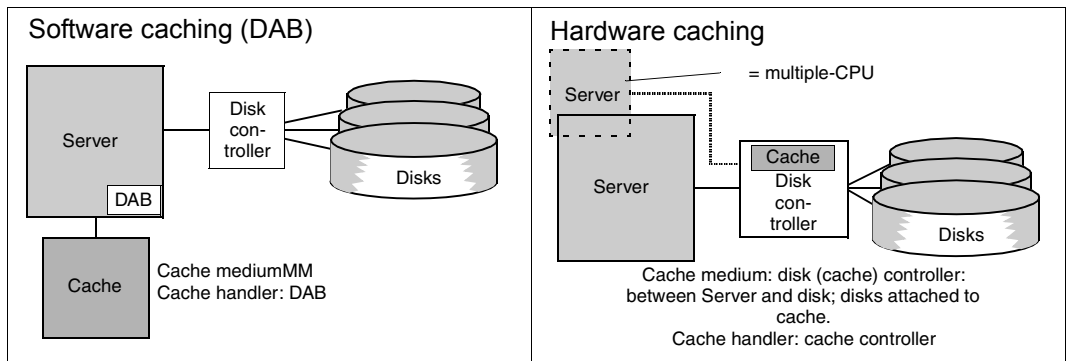 Software caching (DAB)
Server
DAB
Disk
con-
troller
Disks
Cache
Cache mediumMM
Cache handler: DAB
Hardware caching
Server
= multiple-CPU
Server
Cache
Disk
con-
troller
Disks
Cache medium: disk (cache) controller:
between Server and disk; disks attached to
cache.
Cache handler: cache controller